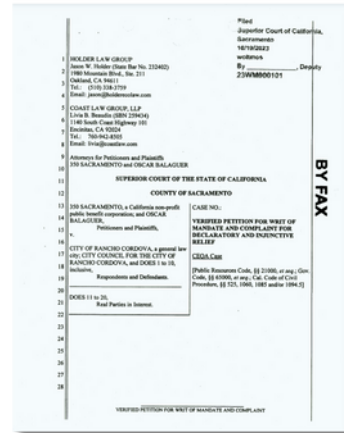 Filed
Superior Court of California,
Sacramento
10/19/2023
By , Deputy
23WM000101
HOLDER LAW GROUP
Jason W. Holder (State Bar No. 232402)
1980 Mountain Blvd., Ste. 211
Oakland, CA 94611
Tel.: (510) 338-3759
Email: jason@holderecolaw.com
COAST LAW GROUP, LLP
Livia B. Beaudin (SBN 259434)
1140 South Coast Highway 101
Encinitas, CA 92024
Tel.: 760-942-8505
Email: livia@coastlaw.com
Attorneys for Petitioners and Plaintiffs
350 SACRAMENTO and OSCAR BALAGUER
BY FAX
SUPERIOR COURT OF THE STATE OF CALIFORNIA
COUNTY OF SACRAMENTO
350 SACRAMENTO, a California non-profit
public benefit corporation; and OSCAR
BALAGUER,
Petitioners and Plaintiffs,
v.
CITY OF RANCHO CORDOVA, a general law
city; CITY COUNCIL FOR THE CITY OF
RANCHO CORDOVA, and DOES 1 to 10,
inclusive,
Respondents and Defendants.
DOES 11 to 20,
Real Parties in Interest.
CASE NO.:
VERIFIED PETITION FOR WRIT OF
MANDATE AND COMPLAINT FOR
DECLARATORY AND INJUNCTIVE
RELIEF
CEQA Case
[Public Resources Code, §§ 21000, et seq.; Gov.
Code, §§ 65000, et seq.; Cal. Code of Civil
Procedure, §§ 525, 1060, 1085 and/or 1094.5]
1
2
3
4
5
6
7
8
9
10
11
12
13
14
15
16
17
18
19
20
21
22
23
24
25
26
27
28
VERIFIED PETITION FOR WRIT OF MANDATE AND COMPLAINT